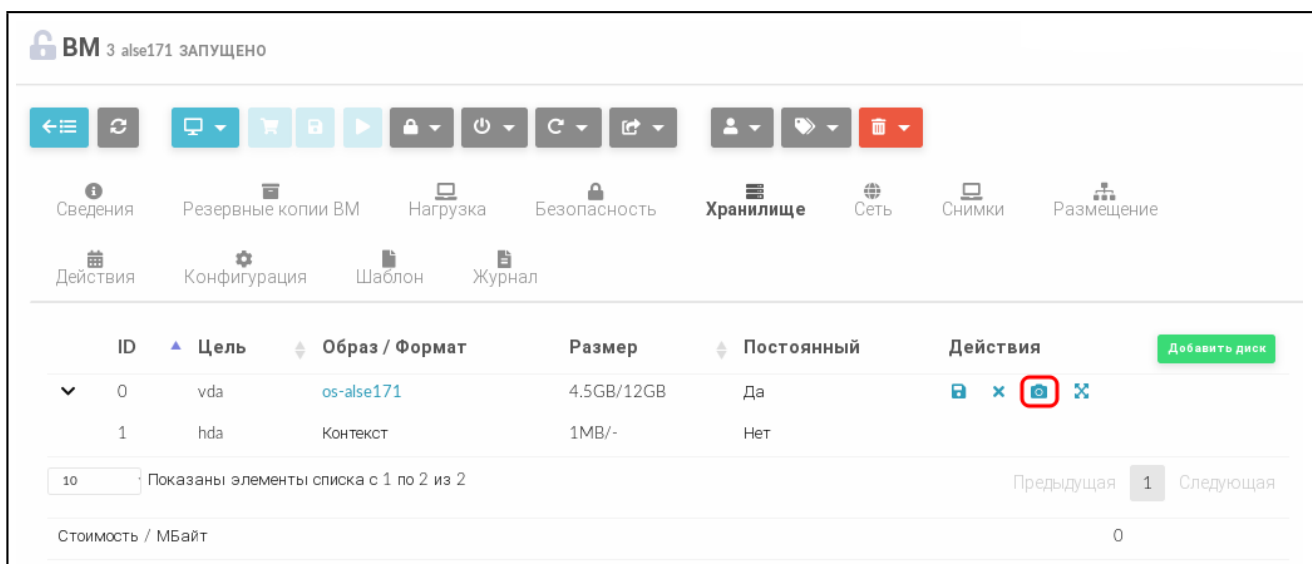 ВМ 3 alse171 ЗАПУЩЕНО
Сведения Резервные копии ВМ Нагрузка Безопасность Хранилище Сеть Снимки Размещение
Действия Конфигурация Шаблон Журнал
ID Цель Образ / Формат Размер Постоянный Действия Добавить диск
0 vda os-alse171 4.5GB/12GB Да
1 hda Контекст 1MB/- Нет
10 Показаны элементы списка с 1 по 2 из 2 Предыдущая 1 Следующая
Стоимость / МБайт 0